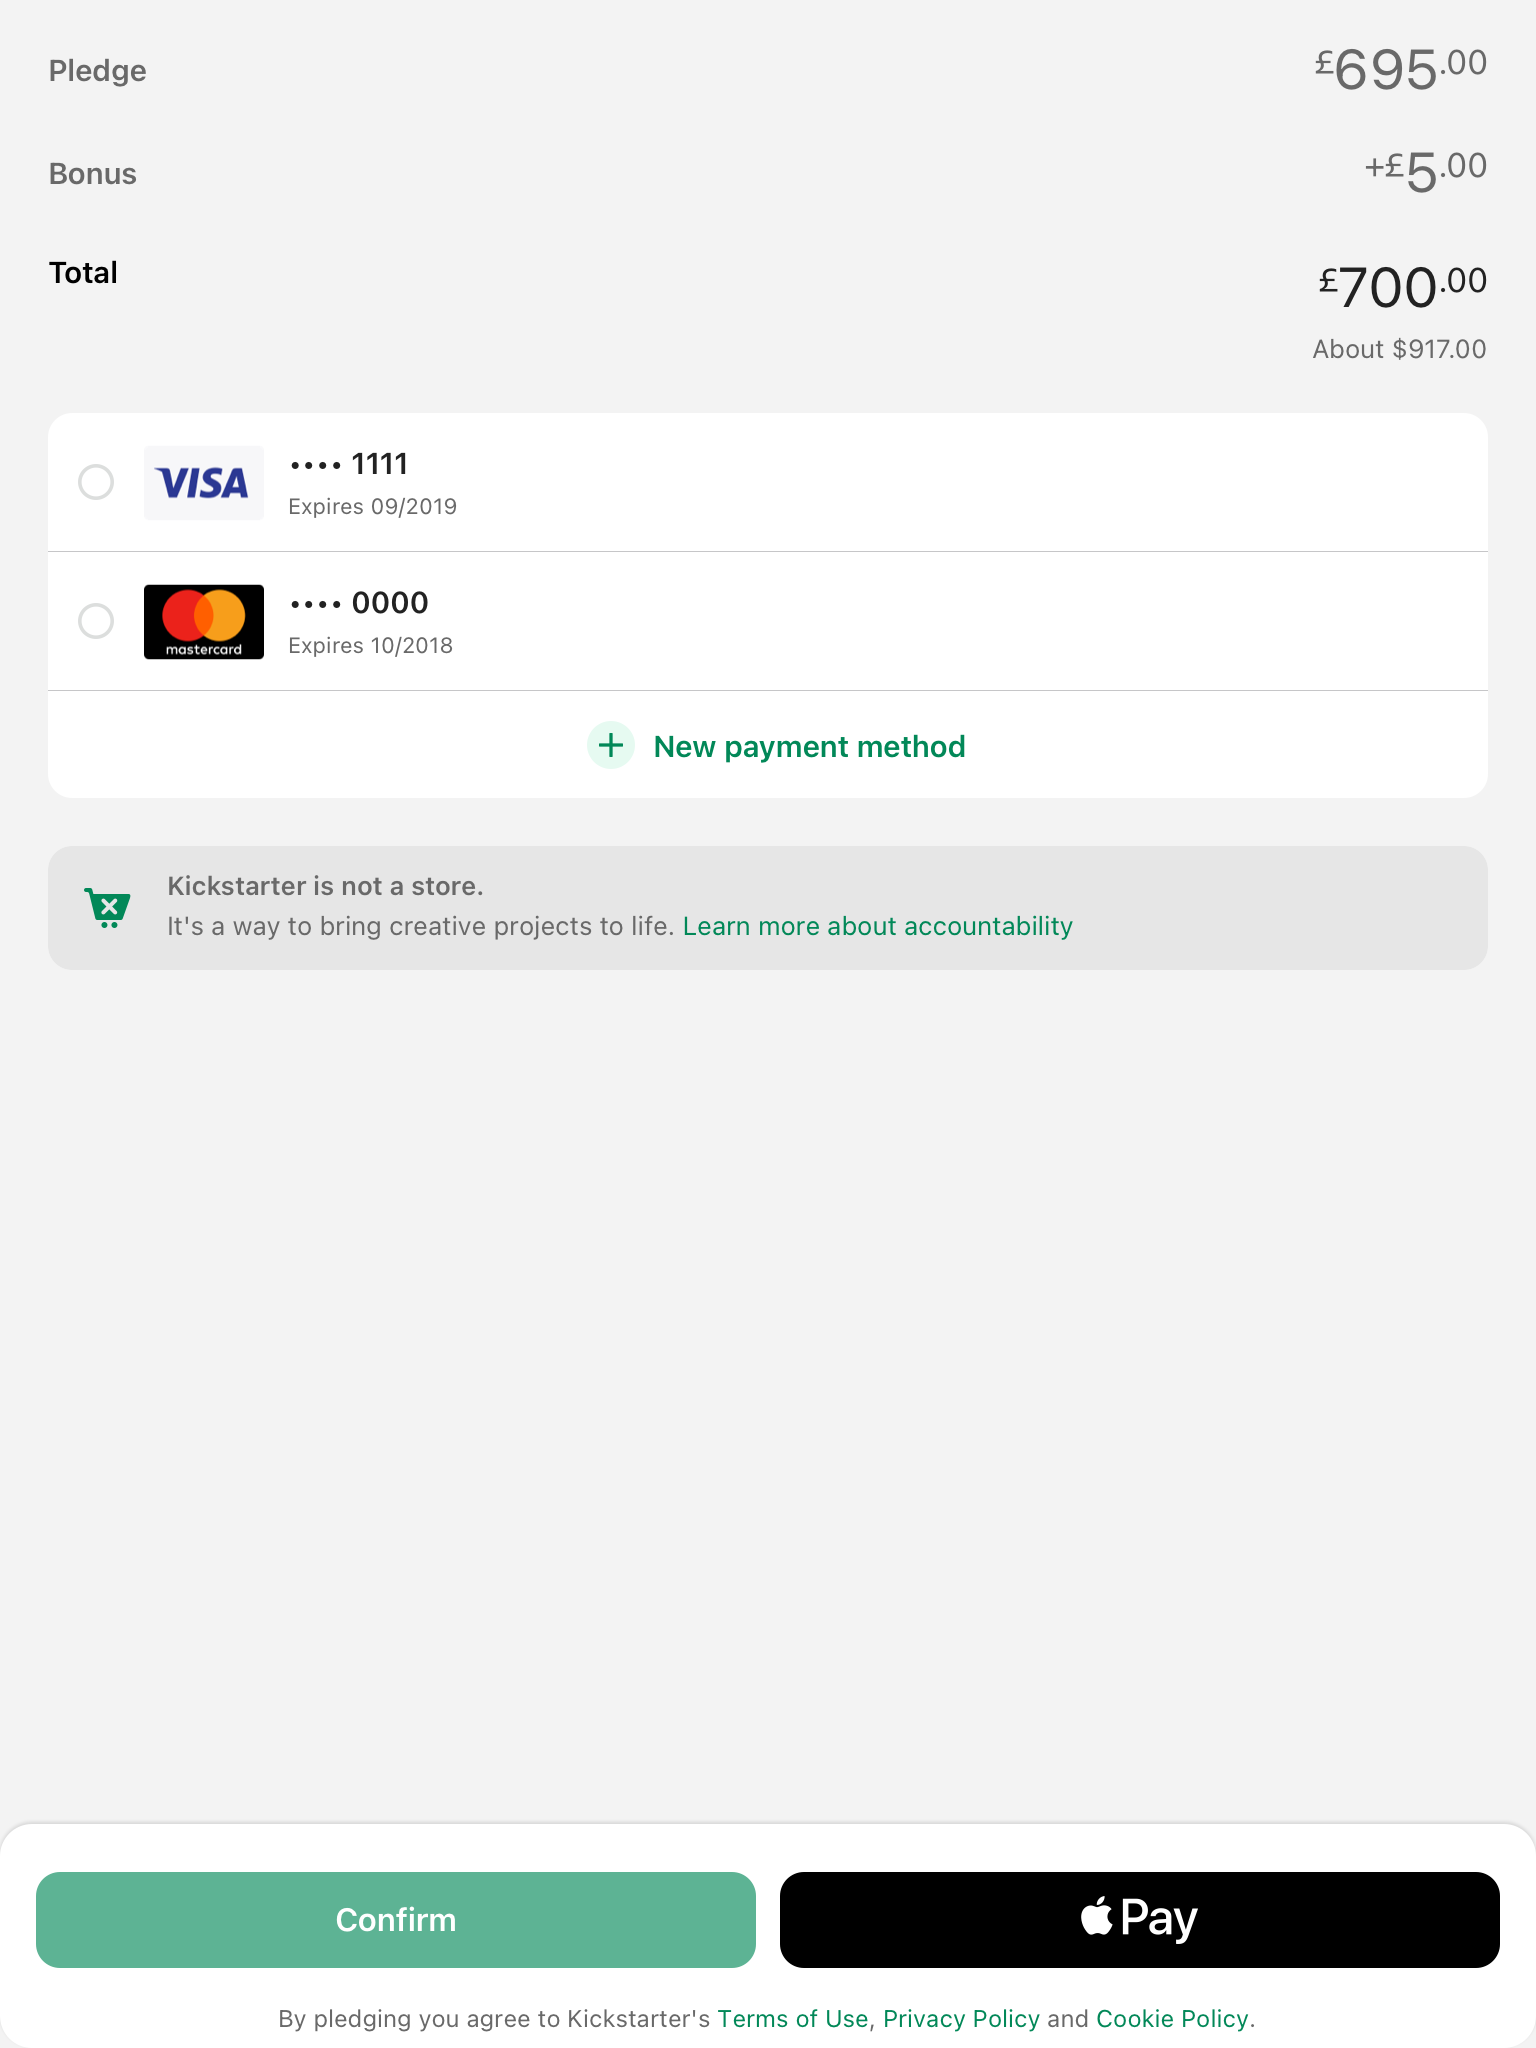 Pledge £695.00
Bonus +£5.00
Total £700.00
About $917.00
VISA •••• 1111
Expires 09/2019
mastercard •••• 0000
Expires 10/2018
+ New payment method
Kickstarter is not a store.
It's a way to bring creative projects to life. Learn more about accountability
Confirm
Pay
By pledging you agree to Kickstarter's Terms of Use, Privacy Policy and Cookie Policy.